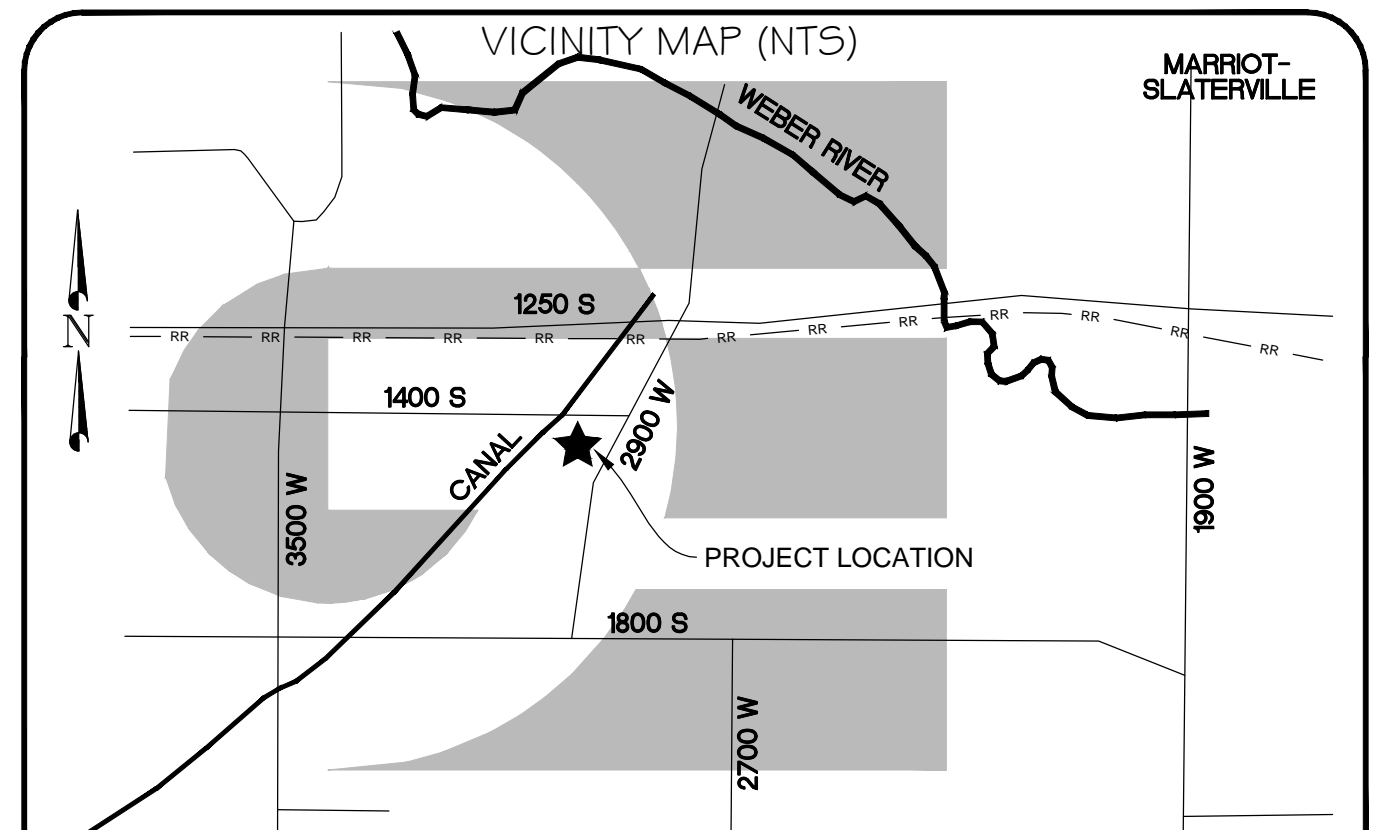 VICINITY MAP (NTS)
MARRIOT-
SLATERVILLE
WEBER RIVER
N
1250 S
RR RR RR RR RR RR RR RR RR RR RR RR RR
1400 S
2900 W
CANAL
3500 W
1900 W
PROJECT LOCATION
1800 S
2700 W